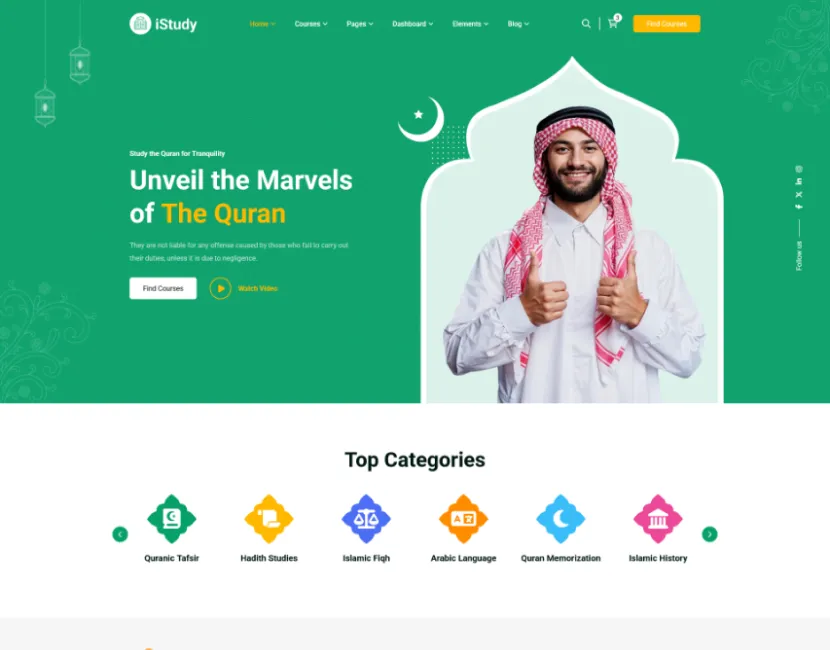 iStudy
Home
Courses
Pages
Dashboard
Elements
Blog
3
Find Courses
Study the Quran for Tranquility
Unveil the Marvels
of The Quran
They are not liable for any offense caused by those who fail to carry out
their duties, unless it is due to negligence.
Find Courses
Watch Video
Follow us
Top Categories
Quranic Tafsir
Hadith Studies
Islamic Fiqh
Arabic Language
Quran Memorization
Islamic History